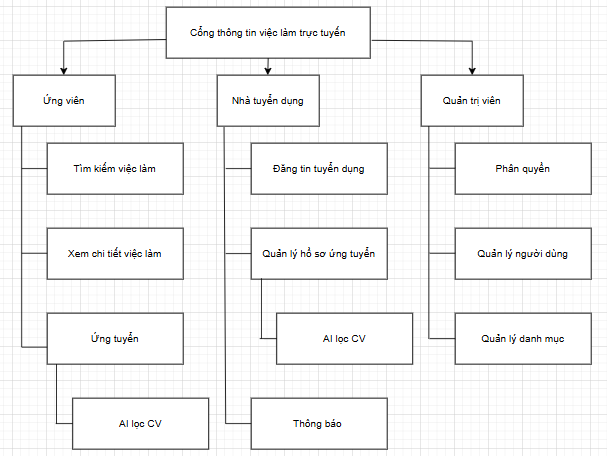 Cổng thông tin việc làm trực tuyến
Ứng viên
Nhà tuyển dụng
Quản trị viên
Tìm kiếm việc làm
Đăng tin tuyển dụng
Phân quyền
Xem chi tiết việc làm
Quản lý hồ sơ ứng tuyển
Quản lý người dùng
Ứng tuyển
AI lọc CV
Quản lý danh mục
AI lọc CV
Thông báo